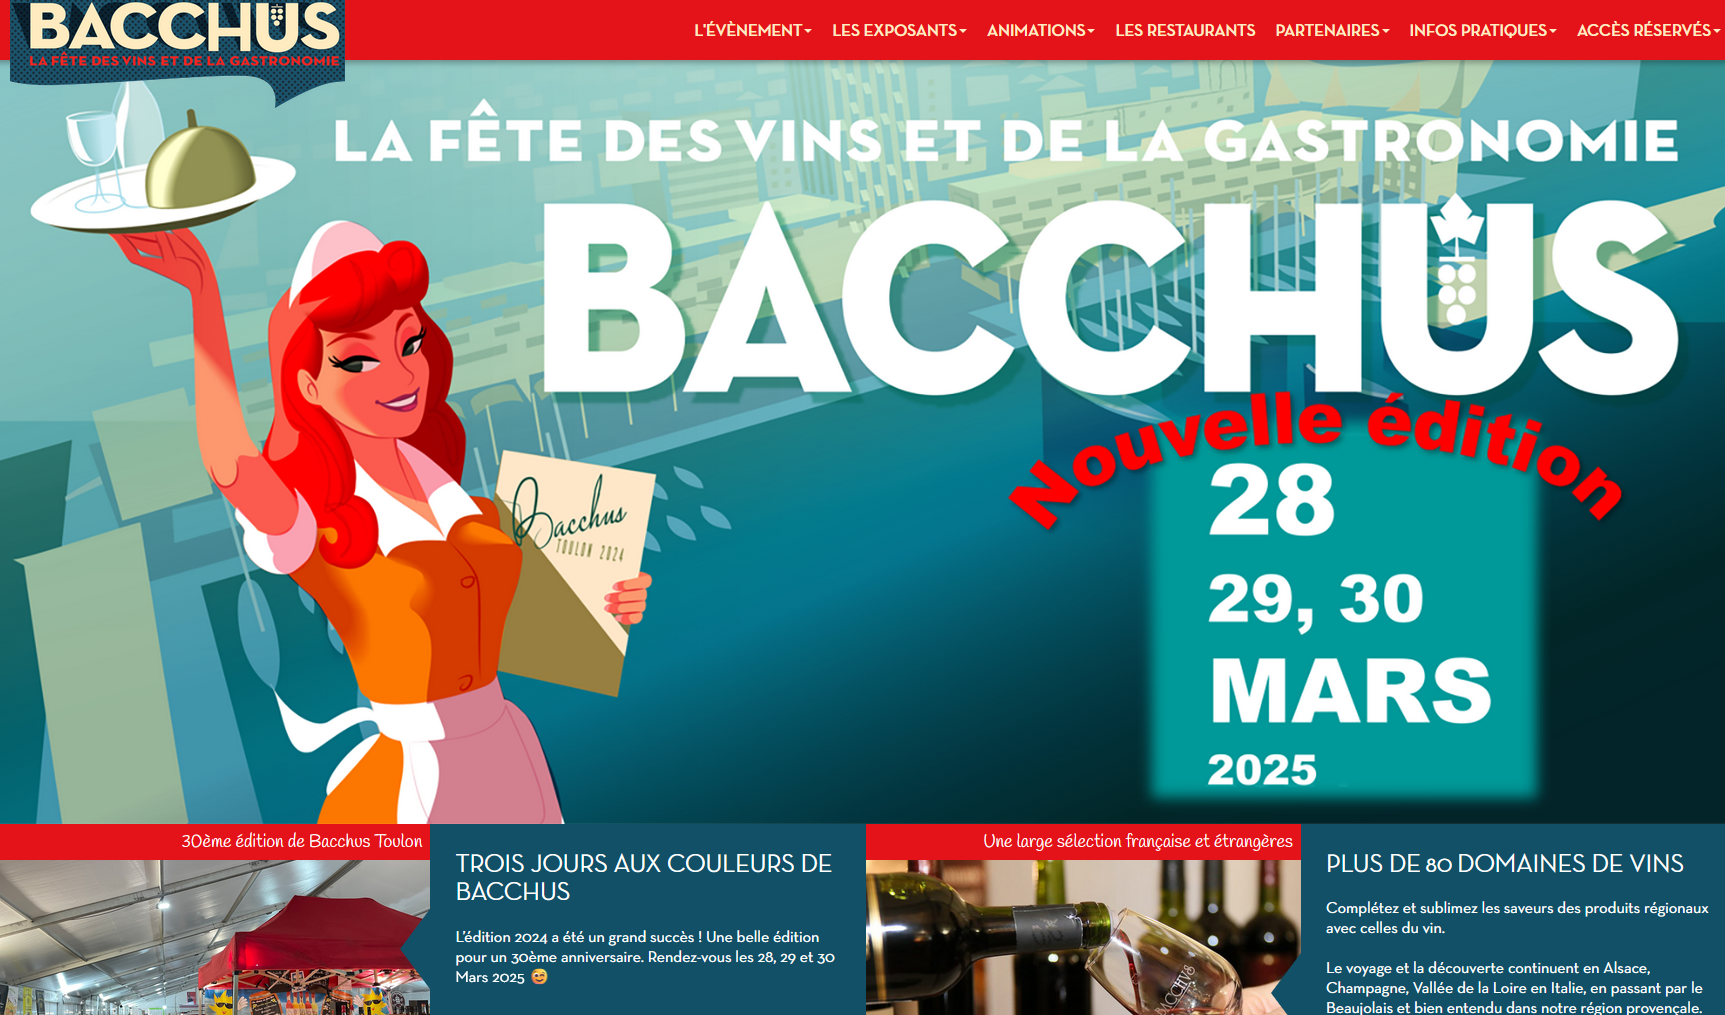 BACCHUS
LA FÊTE DES VINS ET DE LA GASTRONOMIE
L'ÉVÈNEMENT
LES EXPOSANTS
ANIMATIONS
LES RESTAURANTS
PARTENAIRES
INFOS PRATIQUES
ACCÈS RÉSERVÉS
LA FÊTE DES VINS ET DE LA GASTRONOMIE
BACCHUS
Nouvelle édition
28
29, 30
MARS
2025
Bacchus
TOULON 2024
30ème édition de Bacchus Toulon
TROIS JOURS AUX COULEURS DE
BACCHUS
L'édition 2024 a été un grand succès ! Une belle édition
pour un 30ème anniversaire. Rendez-vous les 28, 29 et 30
Mars 2025 😊
Une large sélection française et étrangères
BACCHUS
PLUS DE 80 DOMAINES DE VINS
Complétez et sublimez les saveurs des produits régionaux
avec celles du vin.
Le voyage et la découverte continuent en Alsace,
Champagne, Vallée de la Loire en Italie, en passant par le
Beaujolais et bien entendu dans notre région provençale.